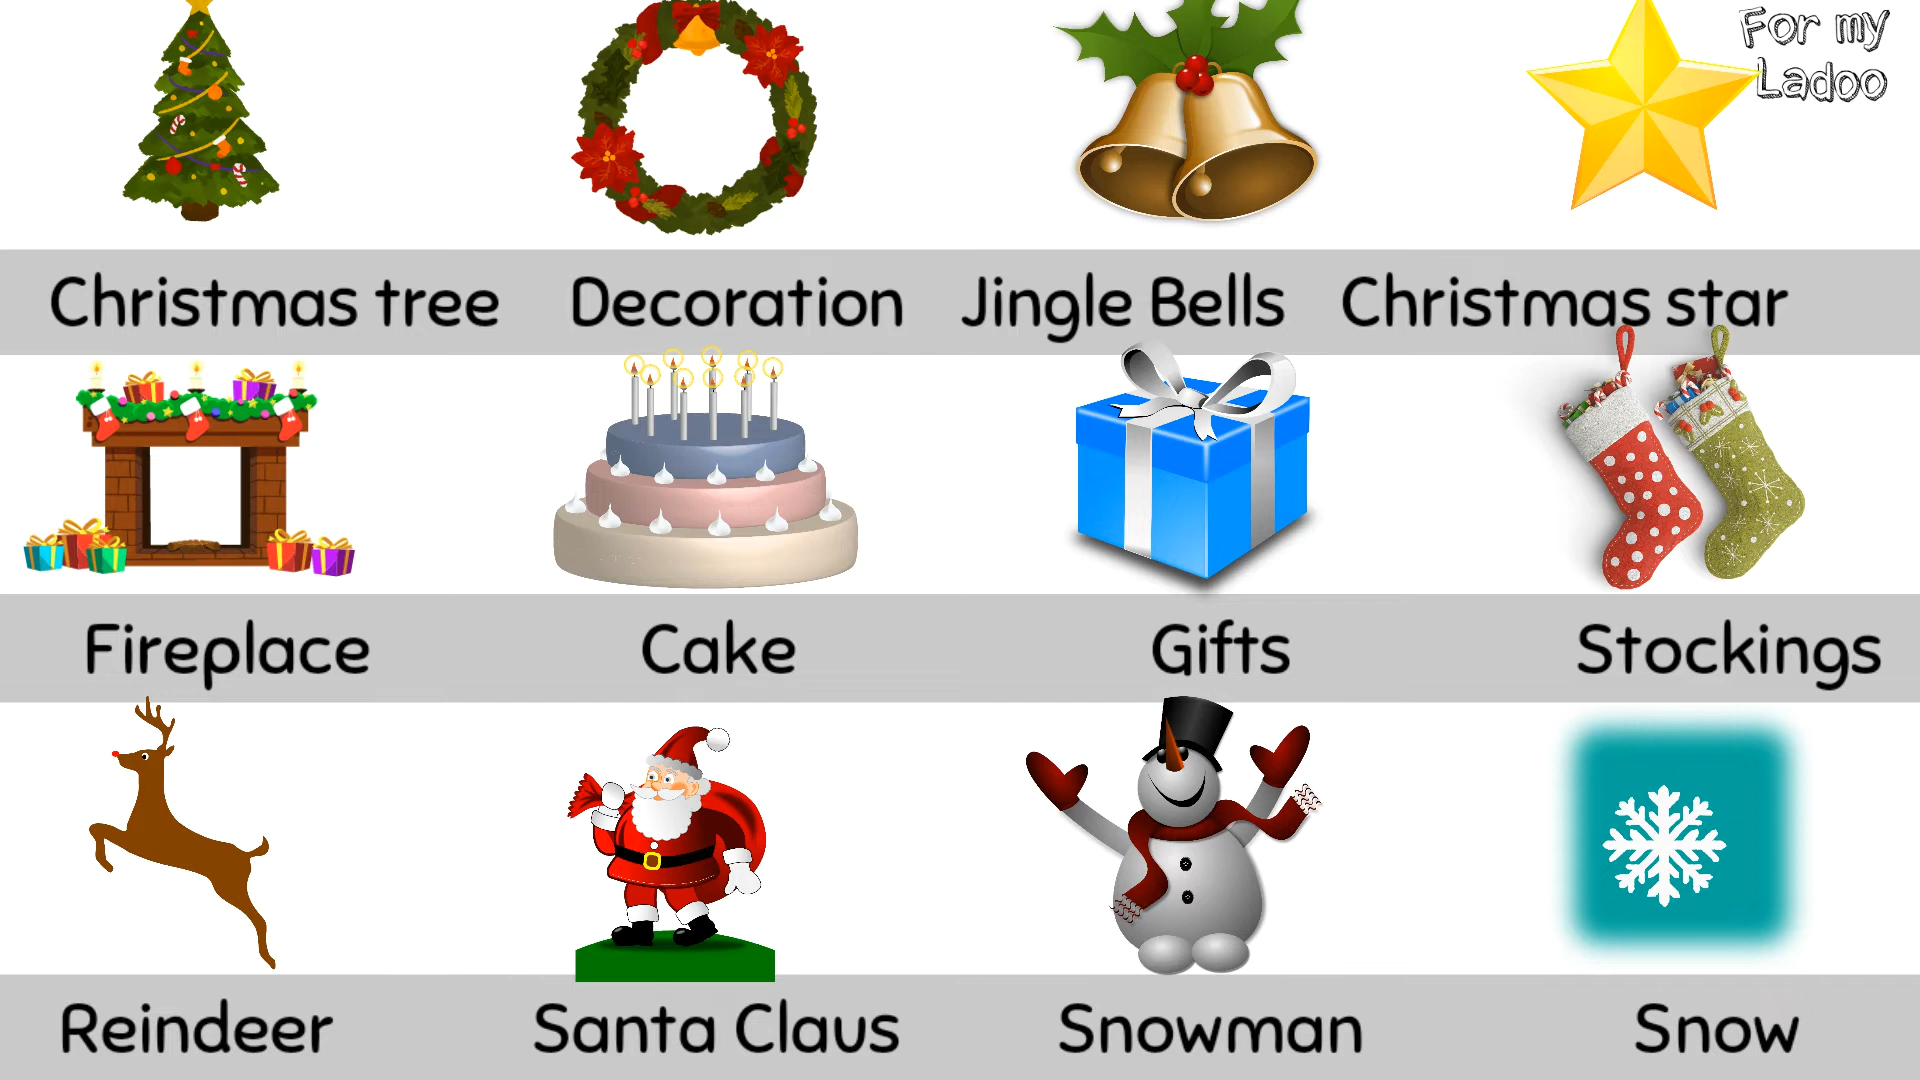 For my
Ladoo
Christmas tree
Decoration
Jingle Bells
Christmas star
Fireplace
Cake
Gifts
Stockings
Reindeer
Santa Claus
Snowman
Snow